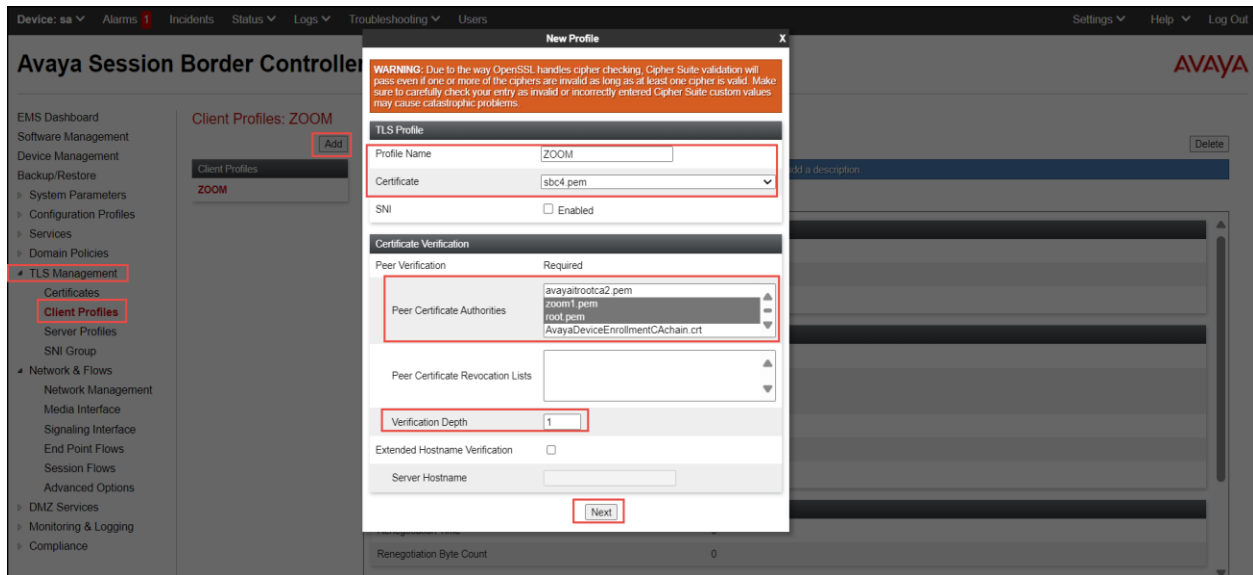 Device: sa Alarms 1 Incidents Status Logs Troubleshooting Users Settings Help Log Out
Avaya Session Border Controller
AVAYA
EMS Dashboard
Software Management
Device Management
Backup/Restore
System Parameters
Configuration Profiles
Services
Domain Policies
TLS Management
Certificates
Client Profiles
Server Profiles
SNI Group
Network & Flows
Network Management
Media Interface
Signaling Interface
End Point Flows
Session Flows
Advanced Options
DMZ Services
Monitoring & Logging
Compliance
Client Profiles: ZOOM
Add
Delete
Client Profiles
ZOOM
add a description.
New Profile X
WARNING: Due to the way OpenSSL handles cipher checking, Cipher Suite validation will
pass even if one or more of the ciphers are invalid as long as at least one cipher is valid. Make
sure to carefully check your entry as invalid or incorrectly entered Cipher Suite custom values
may cause catastrophic problems.
TLS Profile
Profile Name ZOOM
Certificate sbc4.pem
SNI Enabled
Certificate Verification
Peer Verification Required
Peer Certificate Authorities
avayaitrootca2.pem
zoom1.pem
root.pem
AvayaDeviceEnrollmentCAchain.crt
Peer Certificate Revocation Lists
Verification Depth 1
Extended Hostname Verification
Server Hostname
Next
Renegotiation Byte Count 0